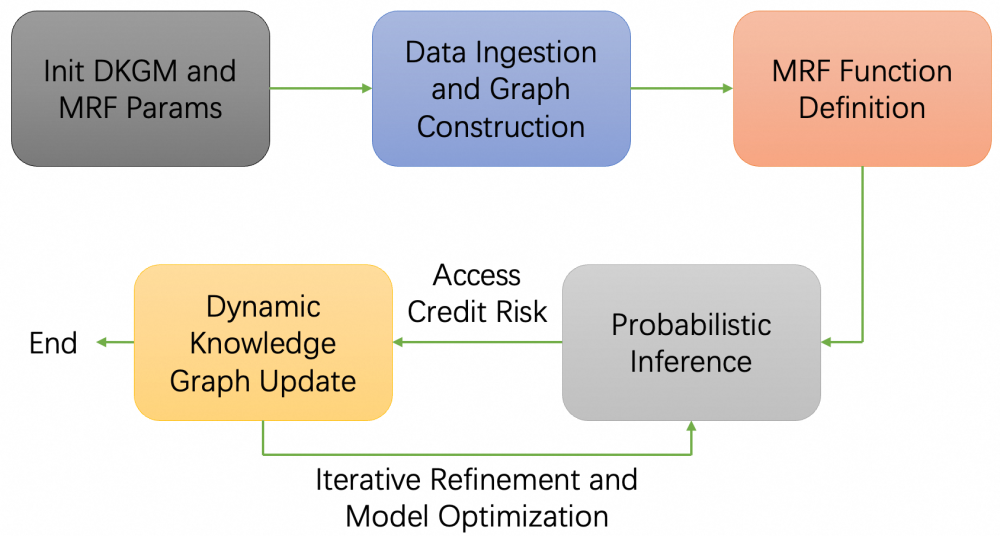 Init DKGM and
MRF Params
Data Ingestion
and Graph
Construction
MRF Function
Definition
End
Dynamic
Knowledge
Graph Update
Access
Credit Risk
Probabilistic
Inference
Iterative Refinement and
Model Optimization